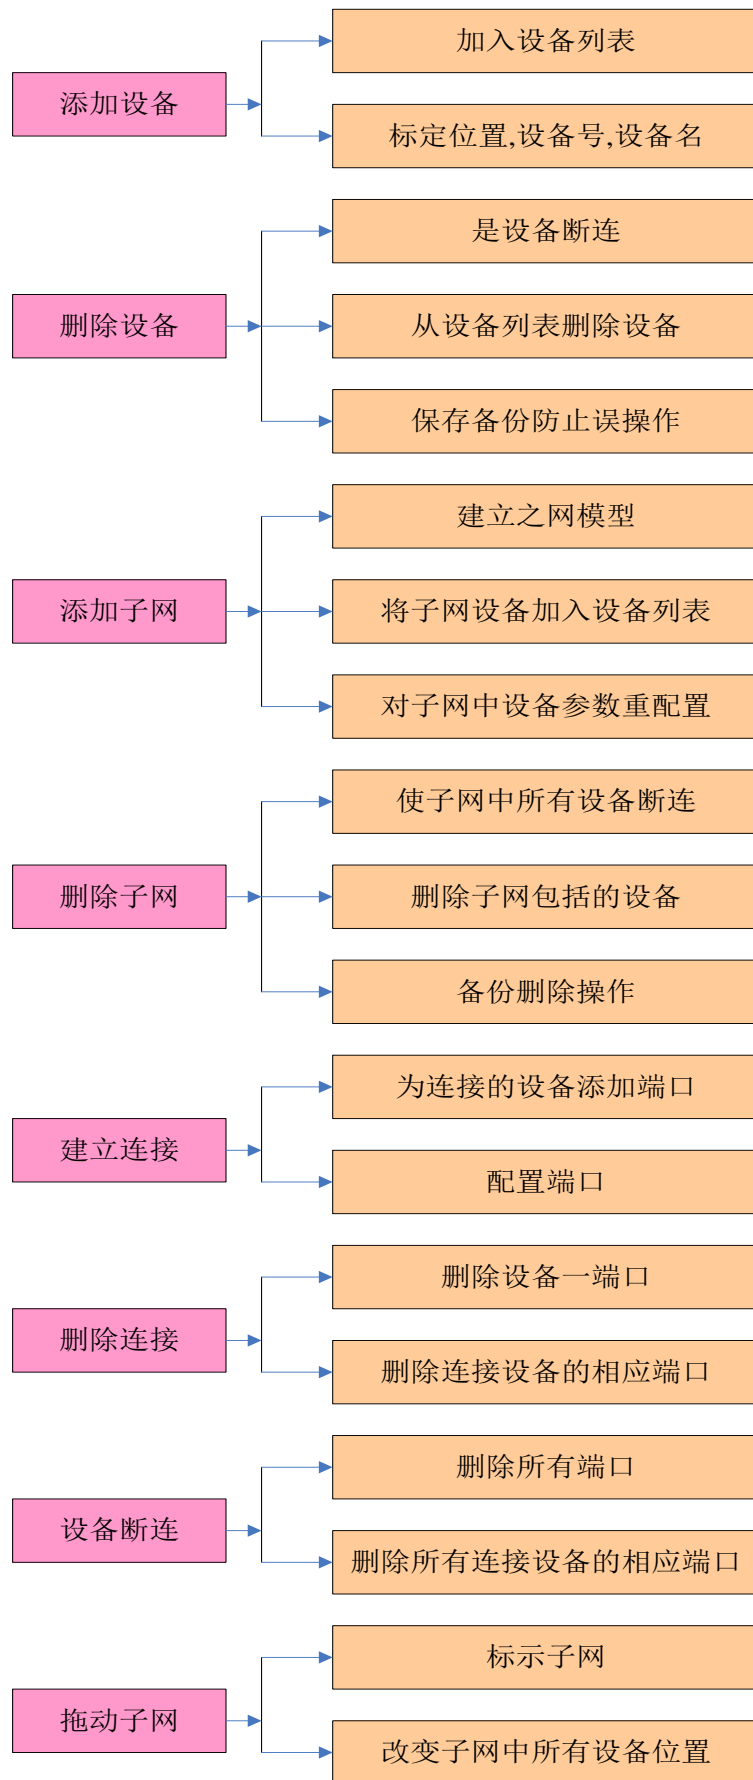 添加设备
加入设备列表
标定位置,设备号,设备名
删除设备
是设备断连
从设备列表删除设备
保存备份防止误操作
添加子网
建立之网模型
将子网设备加入设备列表
对子网中设备参数重配置
删除子网
使子网中所有设备断连
删除子网包括的设备
备份删除操作
建立连接
为连接的设备添加端口
配置端口
删除连接
删除设备一端口
删除连接设备的相应端口
设备断连
删除所有端口
删除所有连接设备的相应端口
拖动子网
标示子网
改变子网中所有设备位置